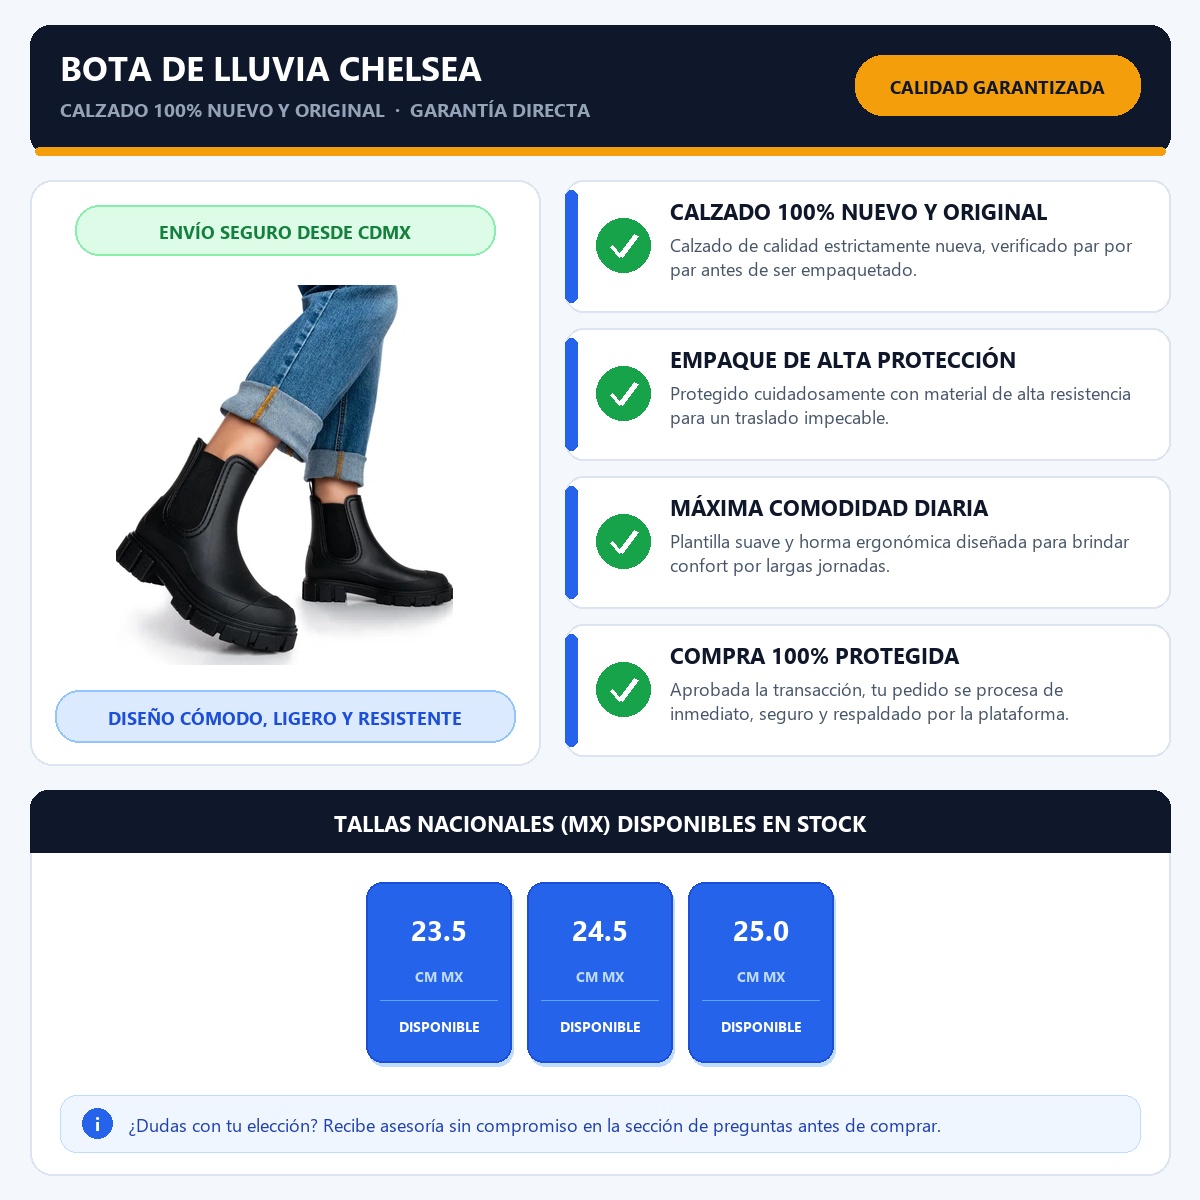 BOTA DE LLUVIA CHELSEA
CALZADO 100% NUEVO Y ORIGINAL · GARANTÍA DIRECTA
CALIDAD GARANTIZADA
ENVÍO SEGURO DESDE CDMX
DISEÑO CÓMODO, LIGERO Y RESISTENTE
CALZADO 100% NUEVO Y ORIGINAL
Calzado de calidad estrictamente nueva, verificado par por
par antes de ser empaquetado.
EMPAQUE DE ALTA PROTECCIÓN
Protegido cuidadosamente con material de alta resistencia
para un traslado impecable.
MÁXIMA COMODIDAD DIARIA
Plantilla suave y horma ergonómica diseñada para brindar
confort por largas jornadas.
COMPRA 100% PROTEGIDA
Aprobada la transacción, tu pedido se procesa de
inmediato, seguro y respaldado por la plataforma.
TALLAS NACIONALES (MX) DISPONIBLES EN STOCK
23.5
CM MX
DISPONIBLE
24.5
CM MX
DISPONIBLE
25.0
CM MX
DISPONIBLE
¿Dudas con tu elección? Recibe asesoría sin compromiso en la sección de preguntas antes de comprar.